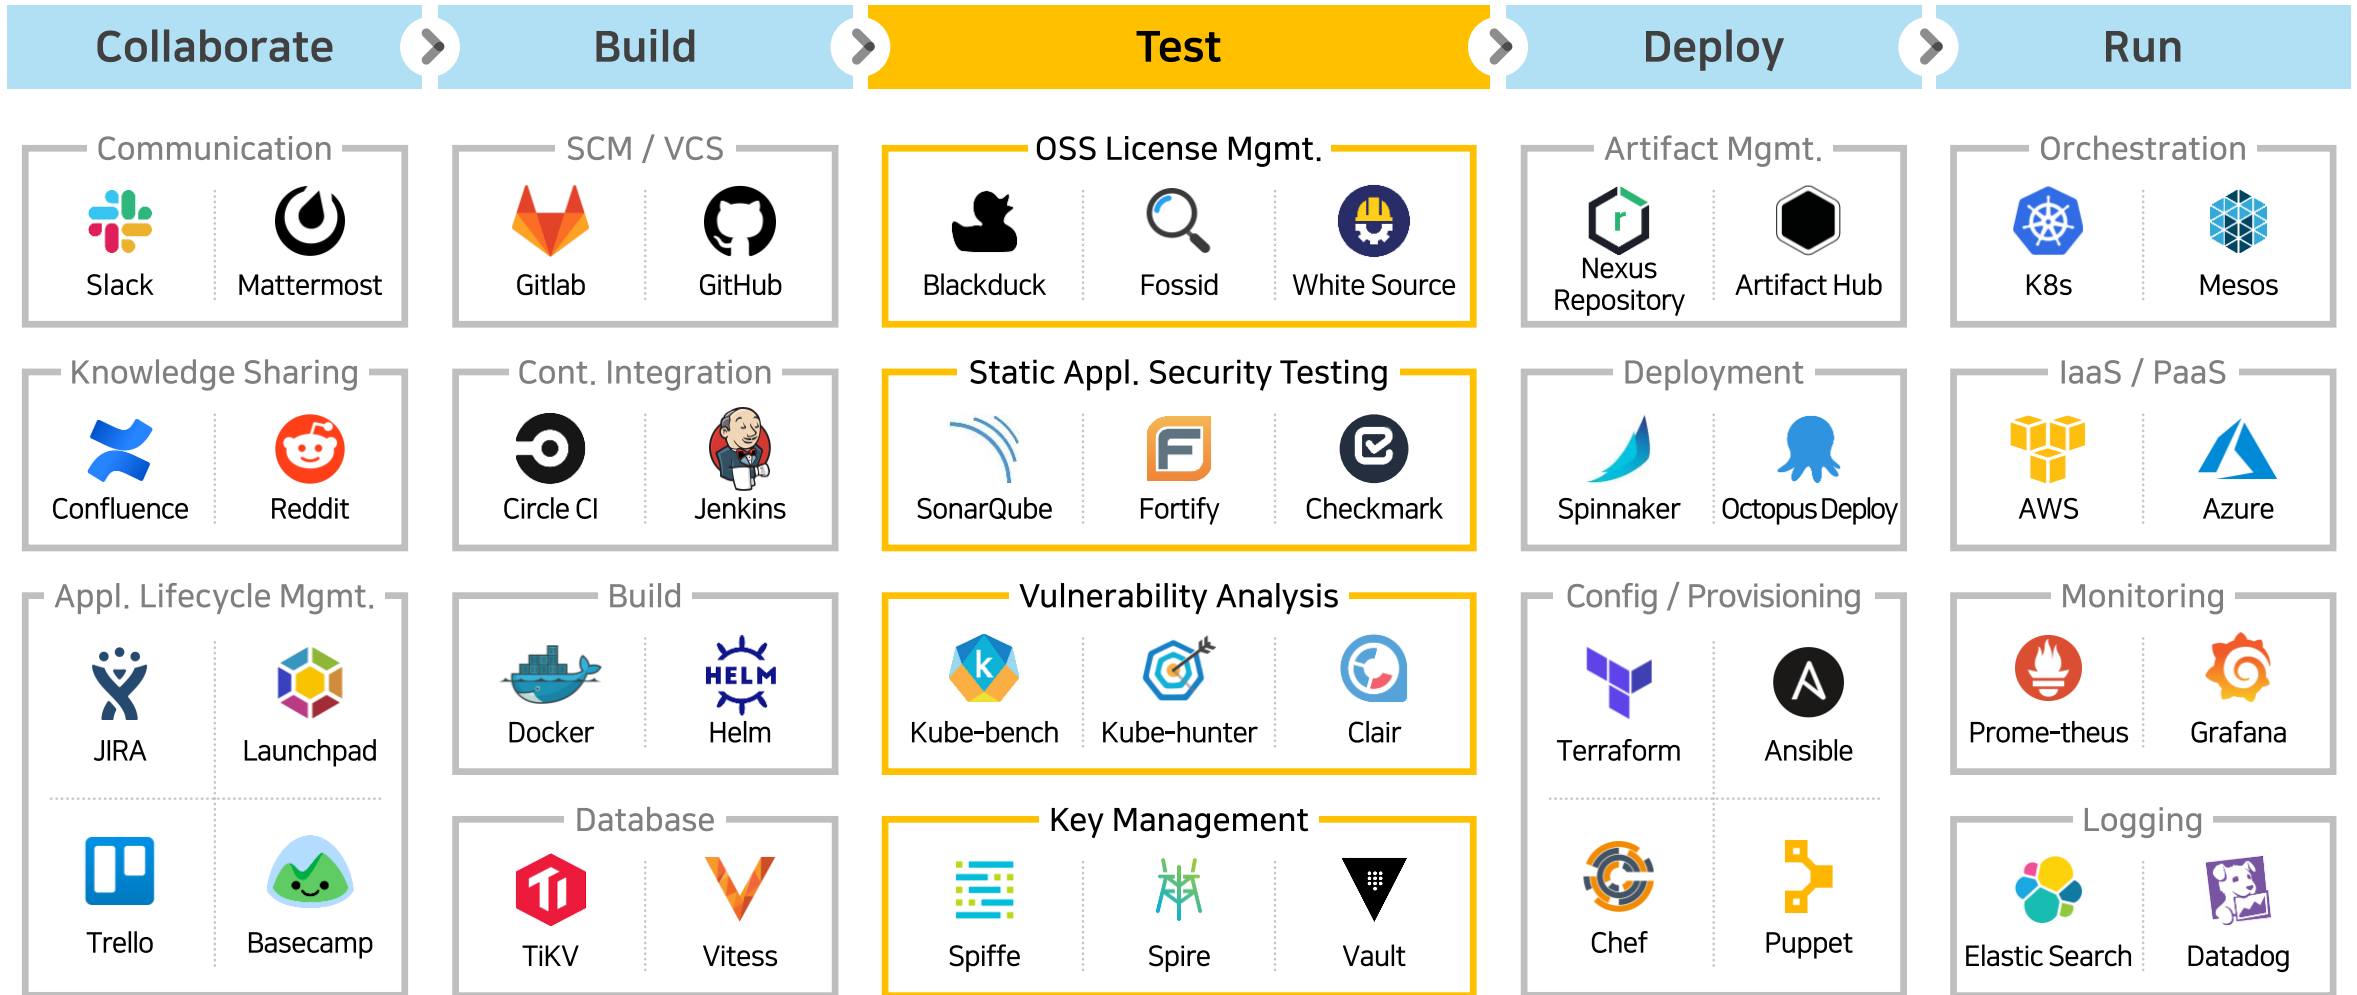 Collaborate
Build
Test
Deploy
Run
Communication
Slack
Mattermost
Knowledge Sharing
Confluence
Reddit
Appl. Lifecycle Mgmt.
JIRA
Launchpad
Trello
Basecamp
SCM / VCS
Gitlab
GitHub
Cont. Integration
Circle CI
Jenkins
Build
Docker
HELM
Helm
Database
Ti
TiKV
Vitess
OSS License Mgmt.
Blackduck
Fossid
White Source
Static Appl. Security Testing
SonarQube
F
Fortify
Checkmark
Vulnerability Analysis
k
Kube-bench
Kube-hunter
Clair
Key Management
Spiffe
Spire
Vault
Artifact Mgmt.
r
Nexus
Repository
Artifact Hub
Deployment
Spinnaker
Octopus Deploy
Config / Provisioning
Terraform
A
Ansible
Chef
Puppet
Orchestration
K8s
Mesos
IaaS / PaaS
AWS
Azure
Monitoring
Prome-theus
Grafana
Logging
Elastic Search
Datadog